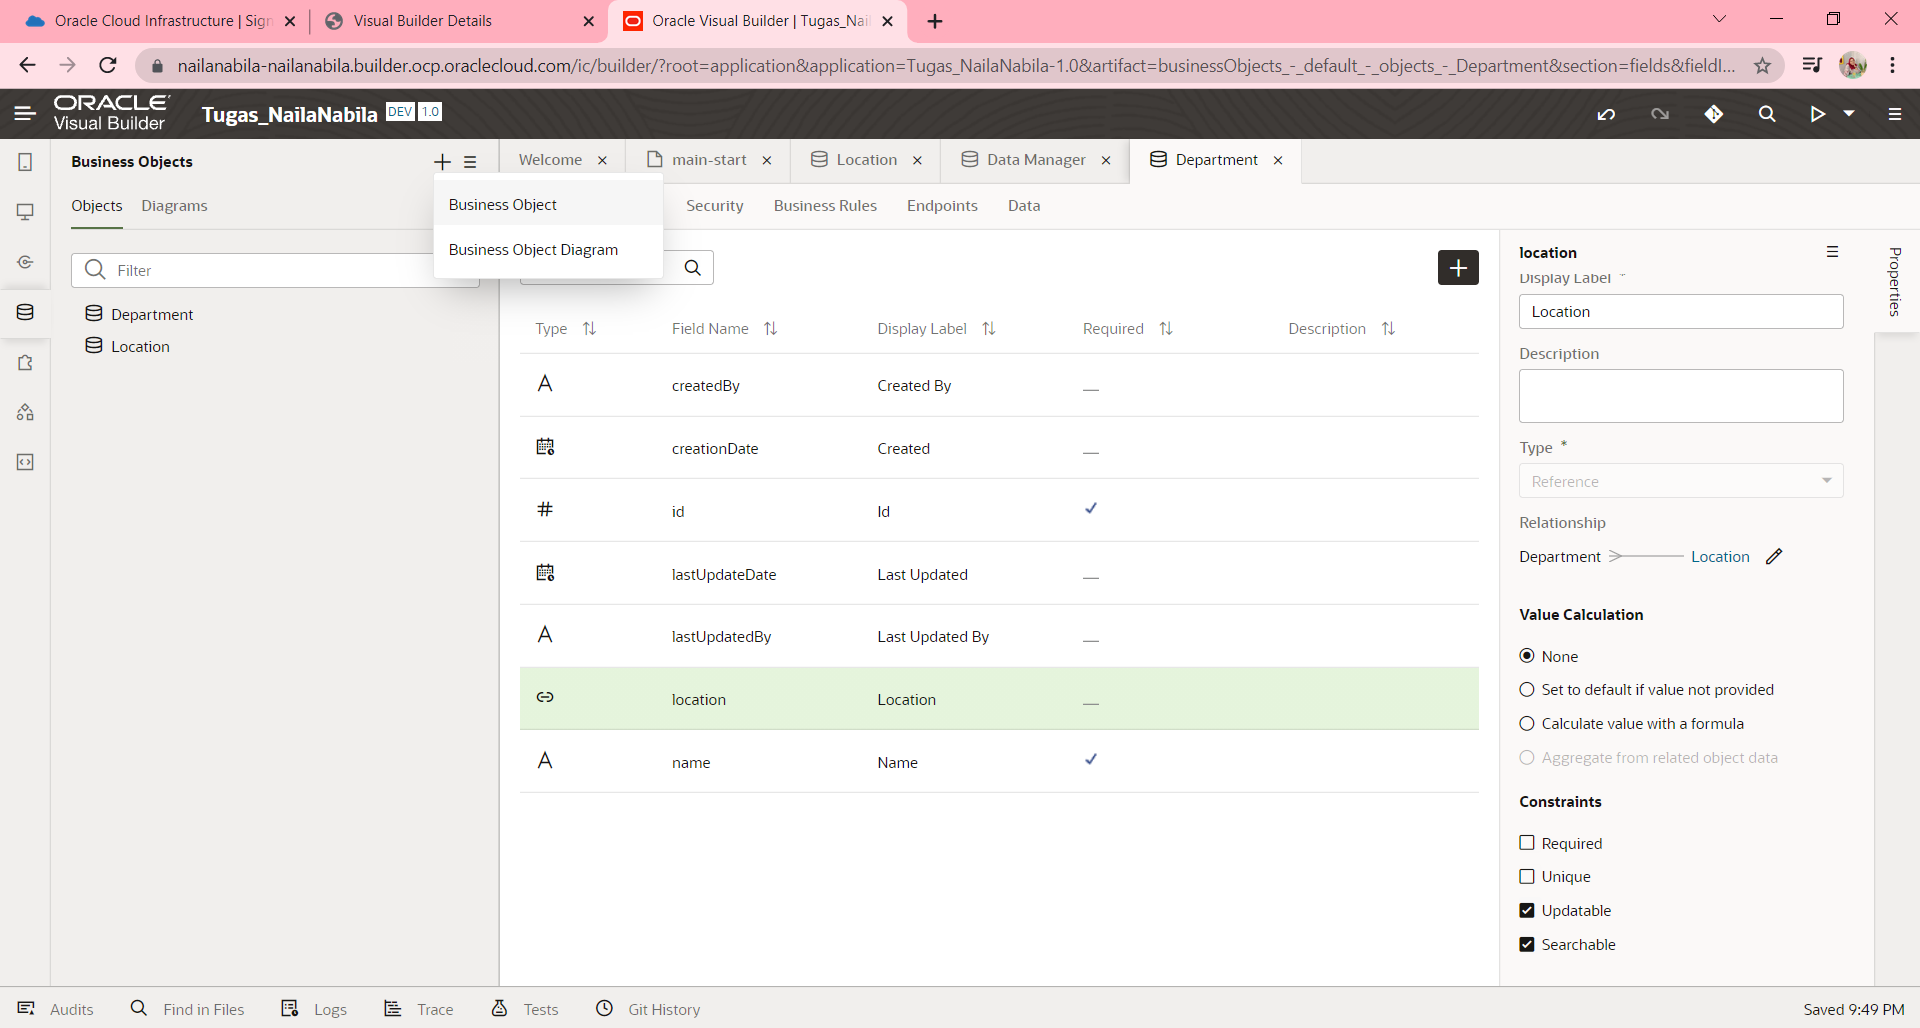 Oracle Cloud Infrastructure | Sign
Visual Builder Details
Oracle Visual Builder | Tugas_Nail
nailanabila-nailanabila.builder.ocp.oraclecloud.com/ic/builder/?root=application&application=Tugas_NailaNabila-1.0&artifact=businessObjects_-_default_-_objects_-_Department&section=fields&fieldI...
ORACLE
Visual Builder
Tugas_NailaNabila DEV 1.0
Business Objects
Welcome
main-start
Location
Data Manager
Department
Objects
Diagrams
Business Object
Business Object Diagram
Security
Business Rules
Endpoints
Data
Filter
Department
Location
Type
Field Name
Display Label
Required
Description
createdBy
Created By
creationDate
Created
id
Id
lastUpdateDate
Last Updated
lastUpdatedBy
Last Updated By
location
Location
name
Name
location
Properties
Display Label *
Location
Description
Type *
Reference
Relationship
Department
Location
Value Calculation
None
Set to default if value not provided
Calculate value with a formula
Aggregate from related object data
Constraints
Required
Unique
Updatable
Searchable
Audits
Find in Files
Logs
Trace
Tests
Git History
Saved 9:49 PM